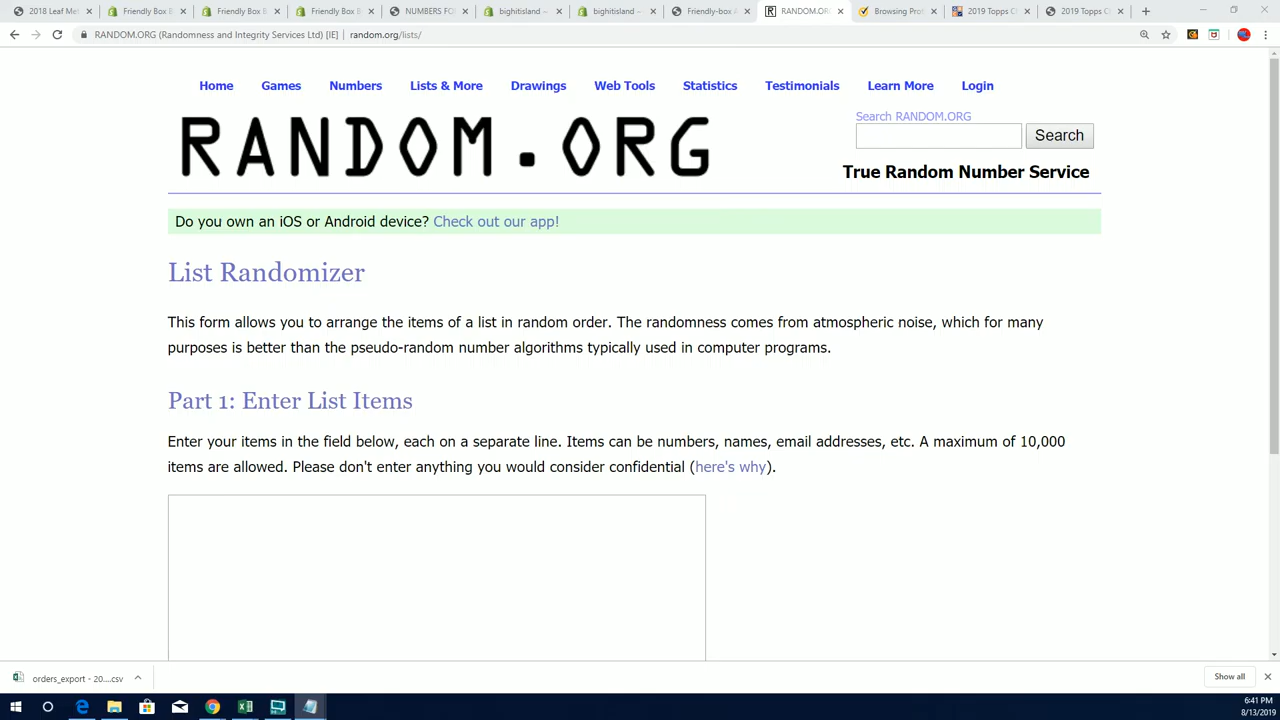 2018 Leaf Me
Friendly Box B
Friendly Box B
Friendly Box B
NUMBERS FO
bighitisland –
bighitisland –
Friendly-box A
RANDOM.OR
Browsing Prot
2019 Topps C
2019 Topps C
RANDOM.ORG (Randomness and Integrity Services Ltd) [IE] | random.org/lists/
Home Games Numbers Lists & More Drawings Web Tools Statistics Testimonials Learn More Login
RANDOM.ORG
Search RANDOM.ORG
Search
True Random Number Service
Do you own an iOS or Android device? Check out our app!
List Randomizer
This form allows you to arrange the items of a list in random order. The randomness comes from atmospheric noise, which for many
purposes is better than the pseudo-random number algorithms typically used in computer programs.
Part 1: Enter List Items
Enter your items in the field below, each on a separate line. Items can be numbers, names, email addresses, etc. A maximum of 10,000
items are allowed. Please don't enter anything you would consider confidential (here's why).
orders_export - 20....csv
Show all
6:41 PM
8/13/2019